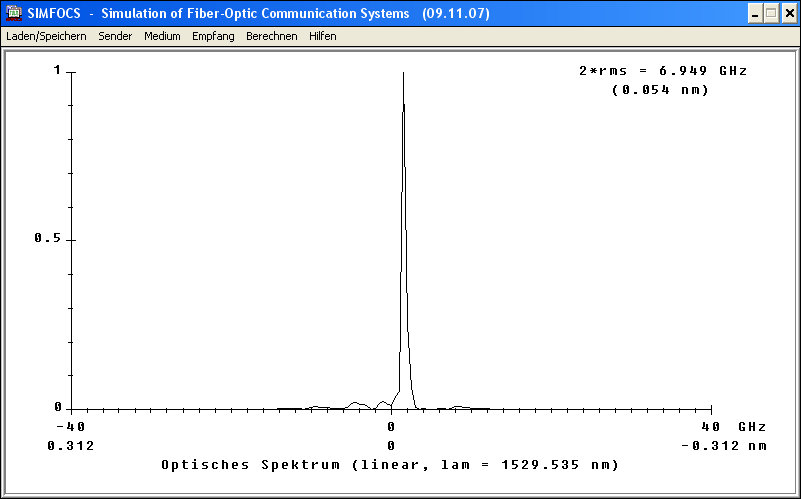 SIMFOCS - Simulation of Fiber-Optic Communication Systems (09.11.07)
Laden/Speichern Sender Medium Empfang Berechnen Hilfen
1
2*rms = 6.949 GHz
(0.054 nm)
0.5
0
-40 0 40 GHz
0.312 0 -0.312 nm
Optisches Spektrum (linear, lam = 1529.535 nm)